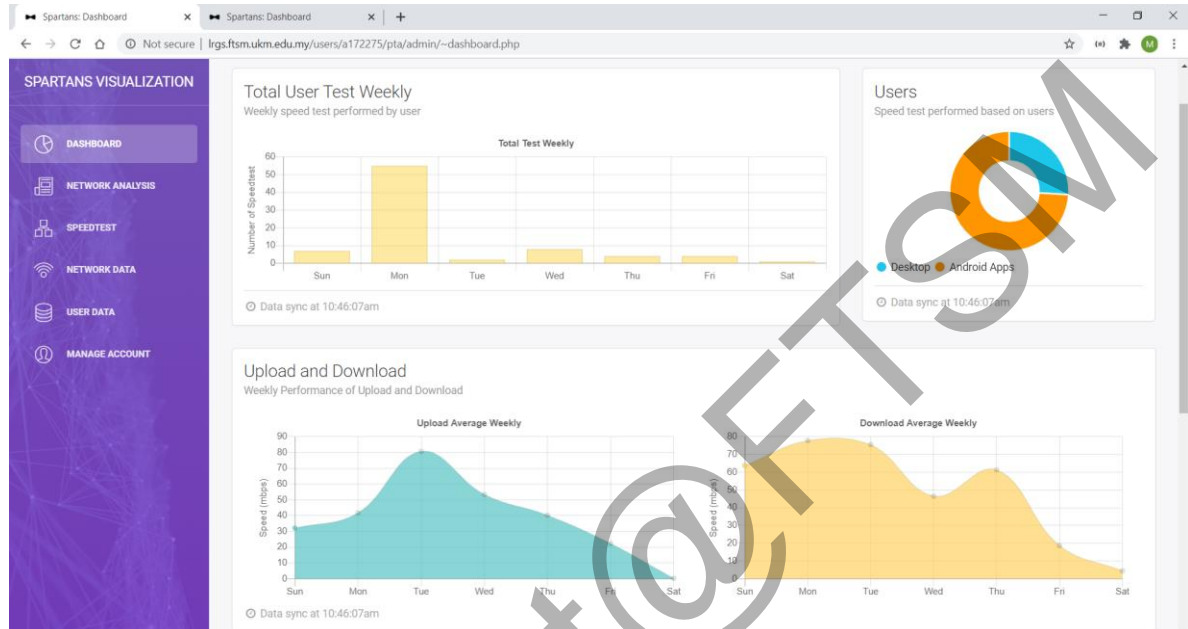 Spartans: Dashboard
Spartans: Dashboard
Not secure | lrgs.ftsm.ukm.edu.my/users/a172275/pta/admin/~dashboard.php
M
SPARTANS VISUALIZATION
DASHBOARD
NETWORK ANALYSIS
SPEEDTEST
NETWORK DATA
USER DATA
MANAGE ACCOUNT
Total User Test Weekly
Weekly speed test performed by user
Total Test Weekly
Number of Speedtest
60
50
40
30
20
10
0
Sun Mon Tue Wed Thu Fri Sat
Data sync at 10:46:07am
Users
Speed test performed based on users
Desktop Android Apps
Data sync at 10:46:07am
Upload and Download
Weekly Performance of Upload and Download
Upload Average Weekly
Speed (mbps)
90
80
70
60
50
40
30
20
10
0
Sun Mon Tue Wed Thu Fri Sat
Data sync at 10:46:07am
Download Average Weekly
Speed (mbps)
80
70
60
50
40
30
20
10
0
Sun Mon Tue Wed Thu Fri Sat
t@FTSM